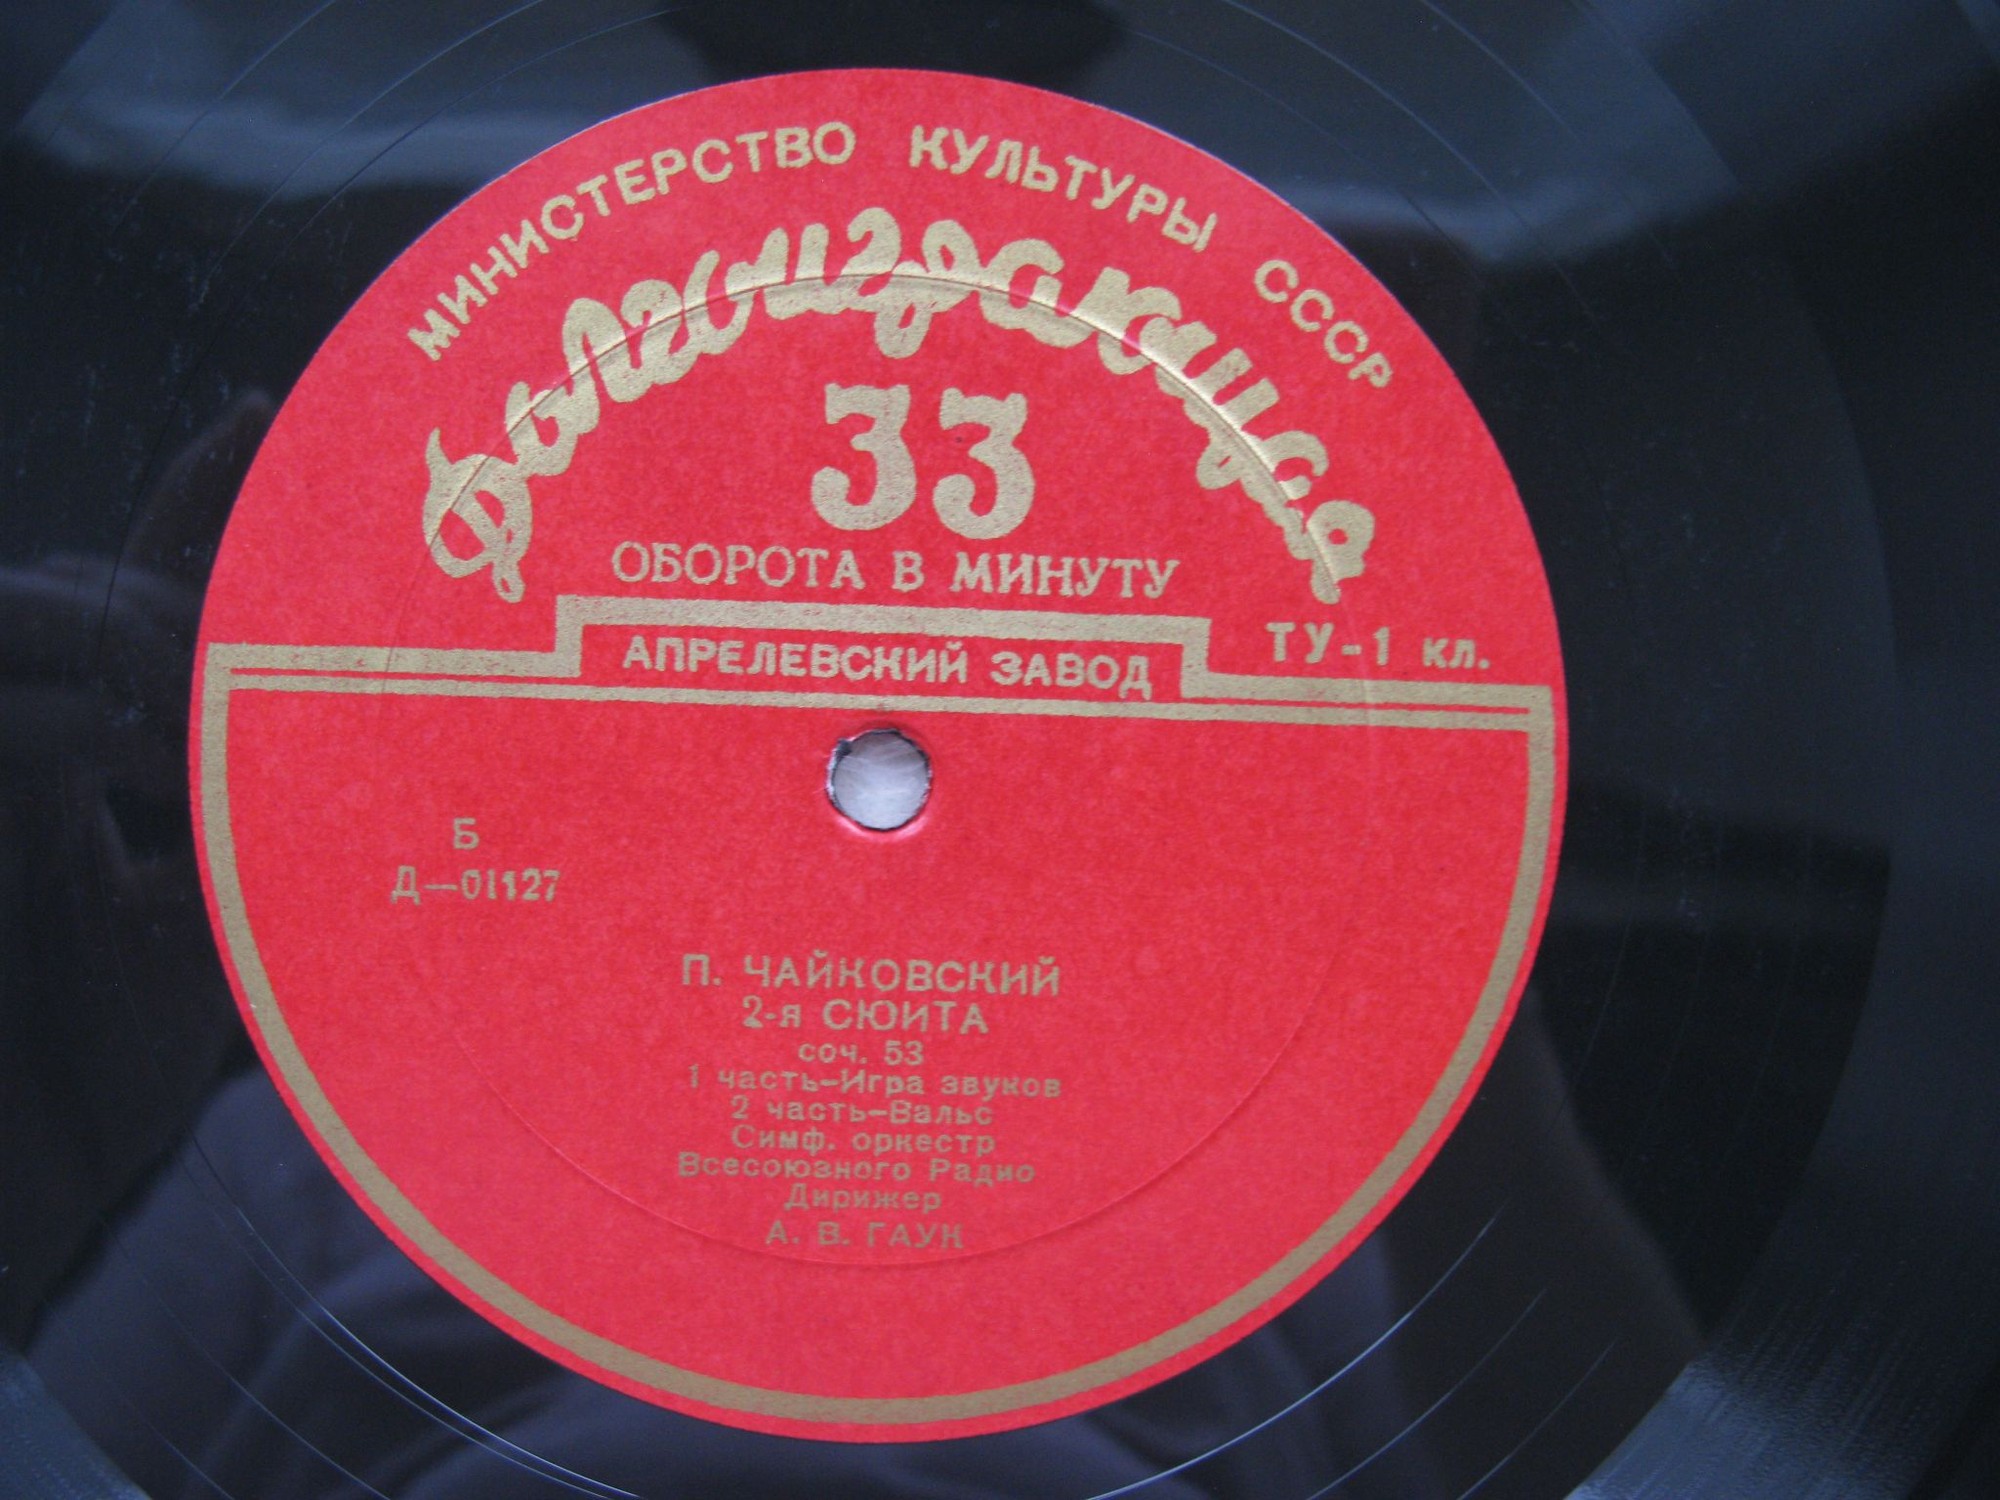 МИНИСТЕРСТВО КУЛЬТУРЫ СССР
Долгоиграющая
33
ОБОРОТА В МИНУТУ
АПРЕЛЕВСКИЙ ЗАВОД
ТУ-1 кл.
Б
Д—01127
П. ЧАЙКОВСКИЙ
2-я СЮИТА
соч. 53
1 часть–Игра звуков
2 часть–Вальс
Симф. оркестр
Всесоюзного Радио
Дирижер
А. В. ГАУК